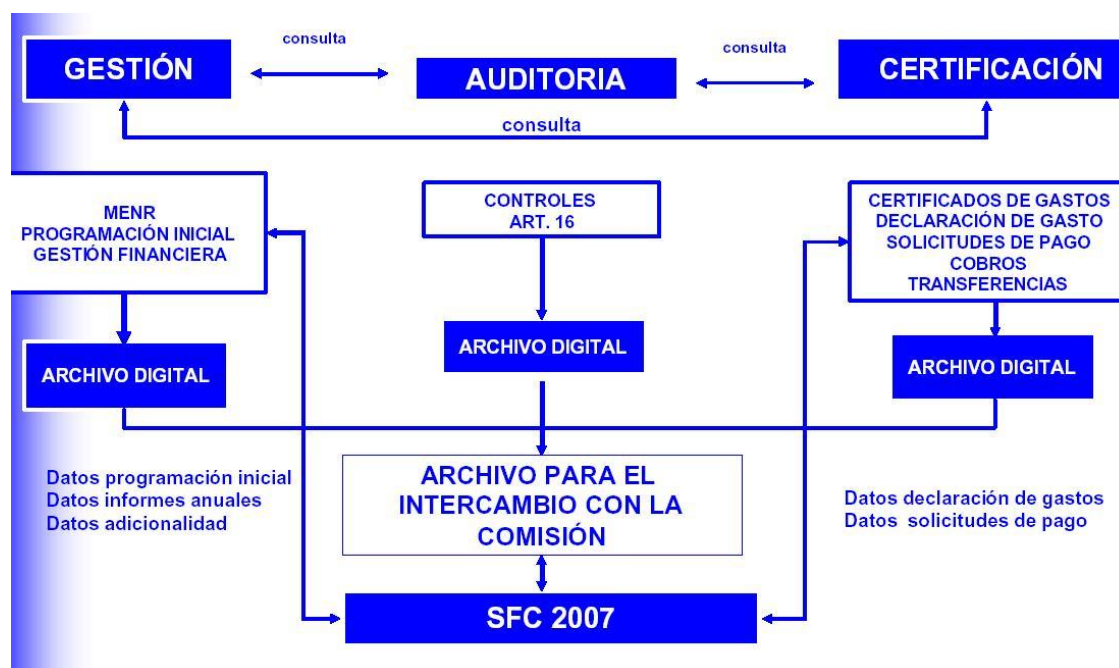 consulta
consulta
GESTIÓN
AUDITORIA
CERTIFICACIÓN
consulta
MENR
PROGRAMACIÓN INICIAL
GESTIÓN FINANCIERA
CONTROLES
ART. 16
CERTIFICADOS DE GASTOS
DECLARACIÓN DE GASTO
SOLICITUDES DE PAGO
COBROS
TRANSFERENCIAS
ARCHIVO DIGITAL
ARCHIVO DIGITAL
ARCHIVO DIGITAL
Datos programación inicial
Datos informes anuales
Datos adicionalidad
ARCHIVO PARA EL
INTERCAMBIO CON LA
COMISIÓN
Datos declaración de gastos
Datos solicitudes de pago
SFC 2007